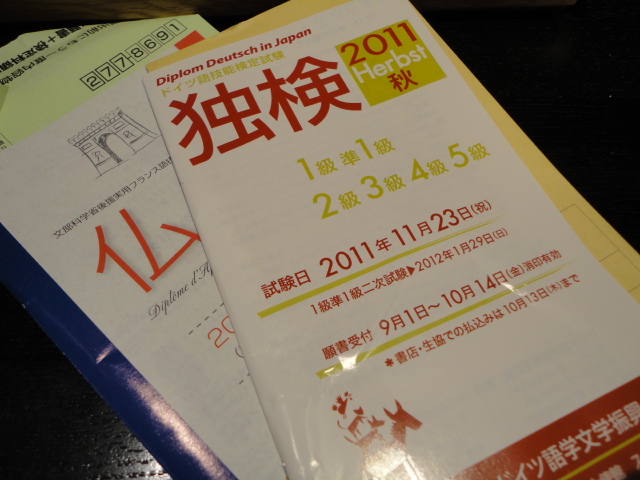 2778691
文部科学省後援実用フランス語技
仏
Diplôme d'A
20
Diplom Deutsch in Japan
ドイツ語技能検定試験
独検
2011
Herbst
秋
1級 準1級
2級 3級 4級 5級
試験日 2011年11月23日(祝)
1級準1級二次試験▶2012年1月29日(日)
願書受付 9月1日~10月14日(金)消印有効
*書店・生協での払込みは10月13日(木)まで
ドイツ語学文学振興